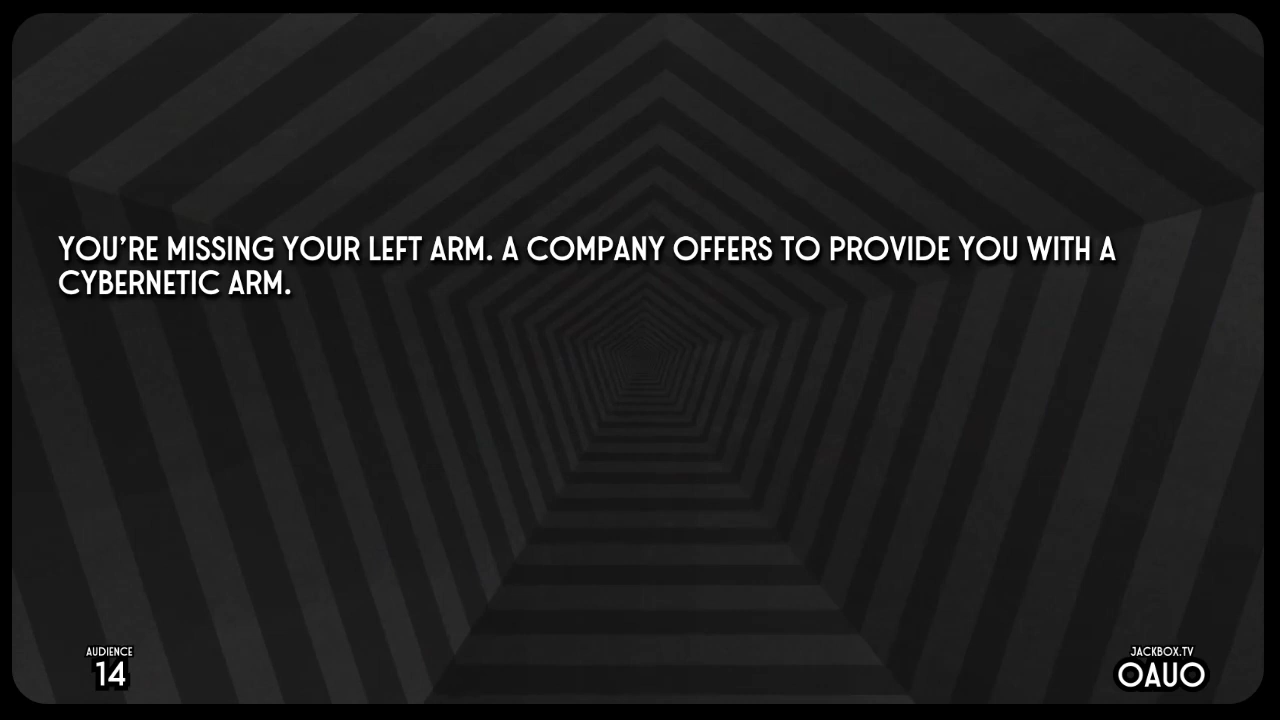 YOU'RE MISSING YOUR LEFT ARM. A COMPANY OFFERS TO PROVIDE YOU WITH A
CYBERNETIC ARM.
AUDIENCE
14
JACKBOX.TV
OAUO